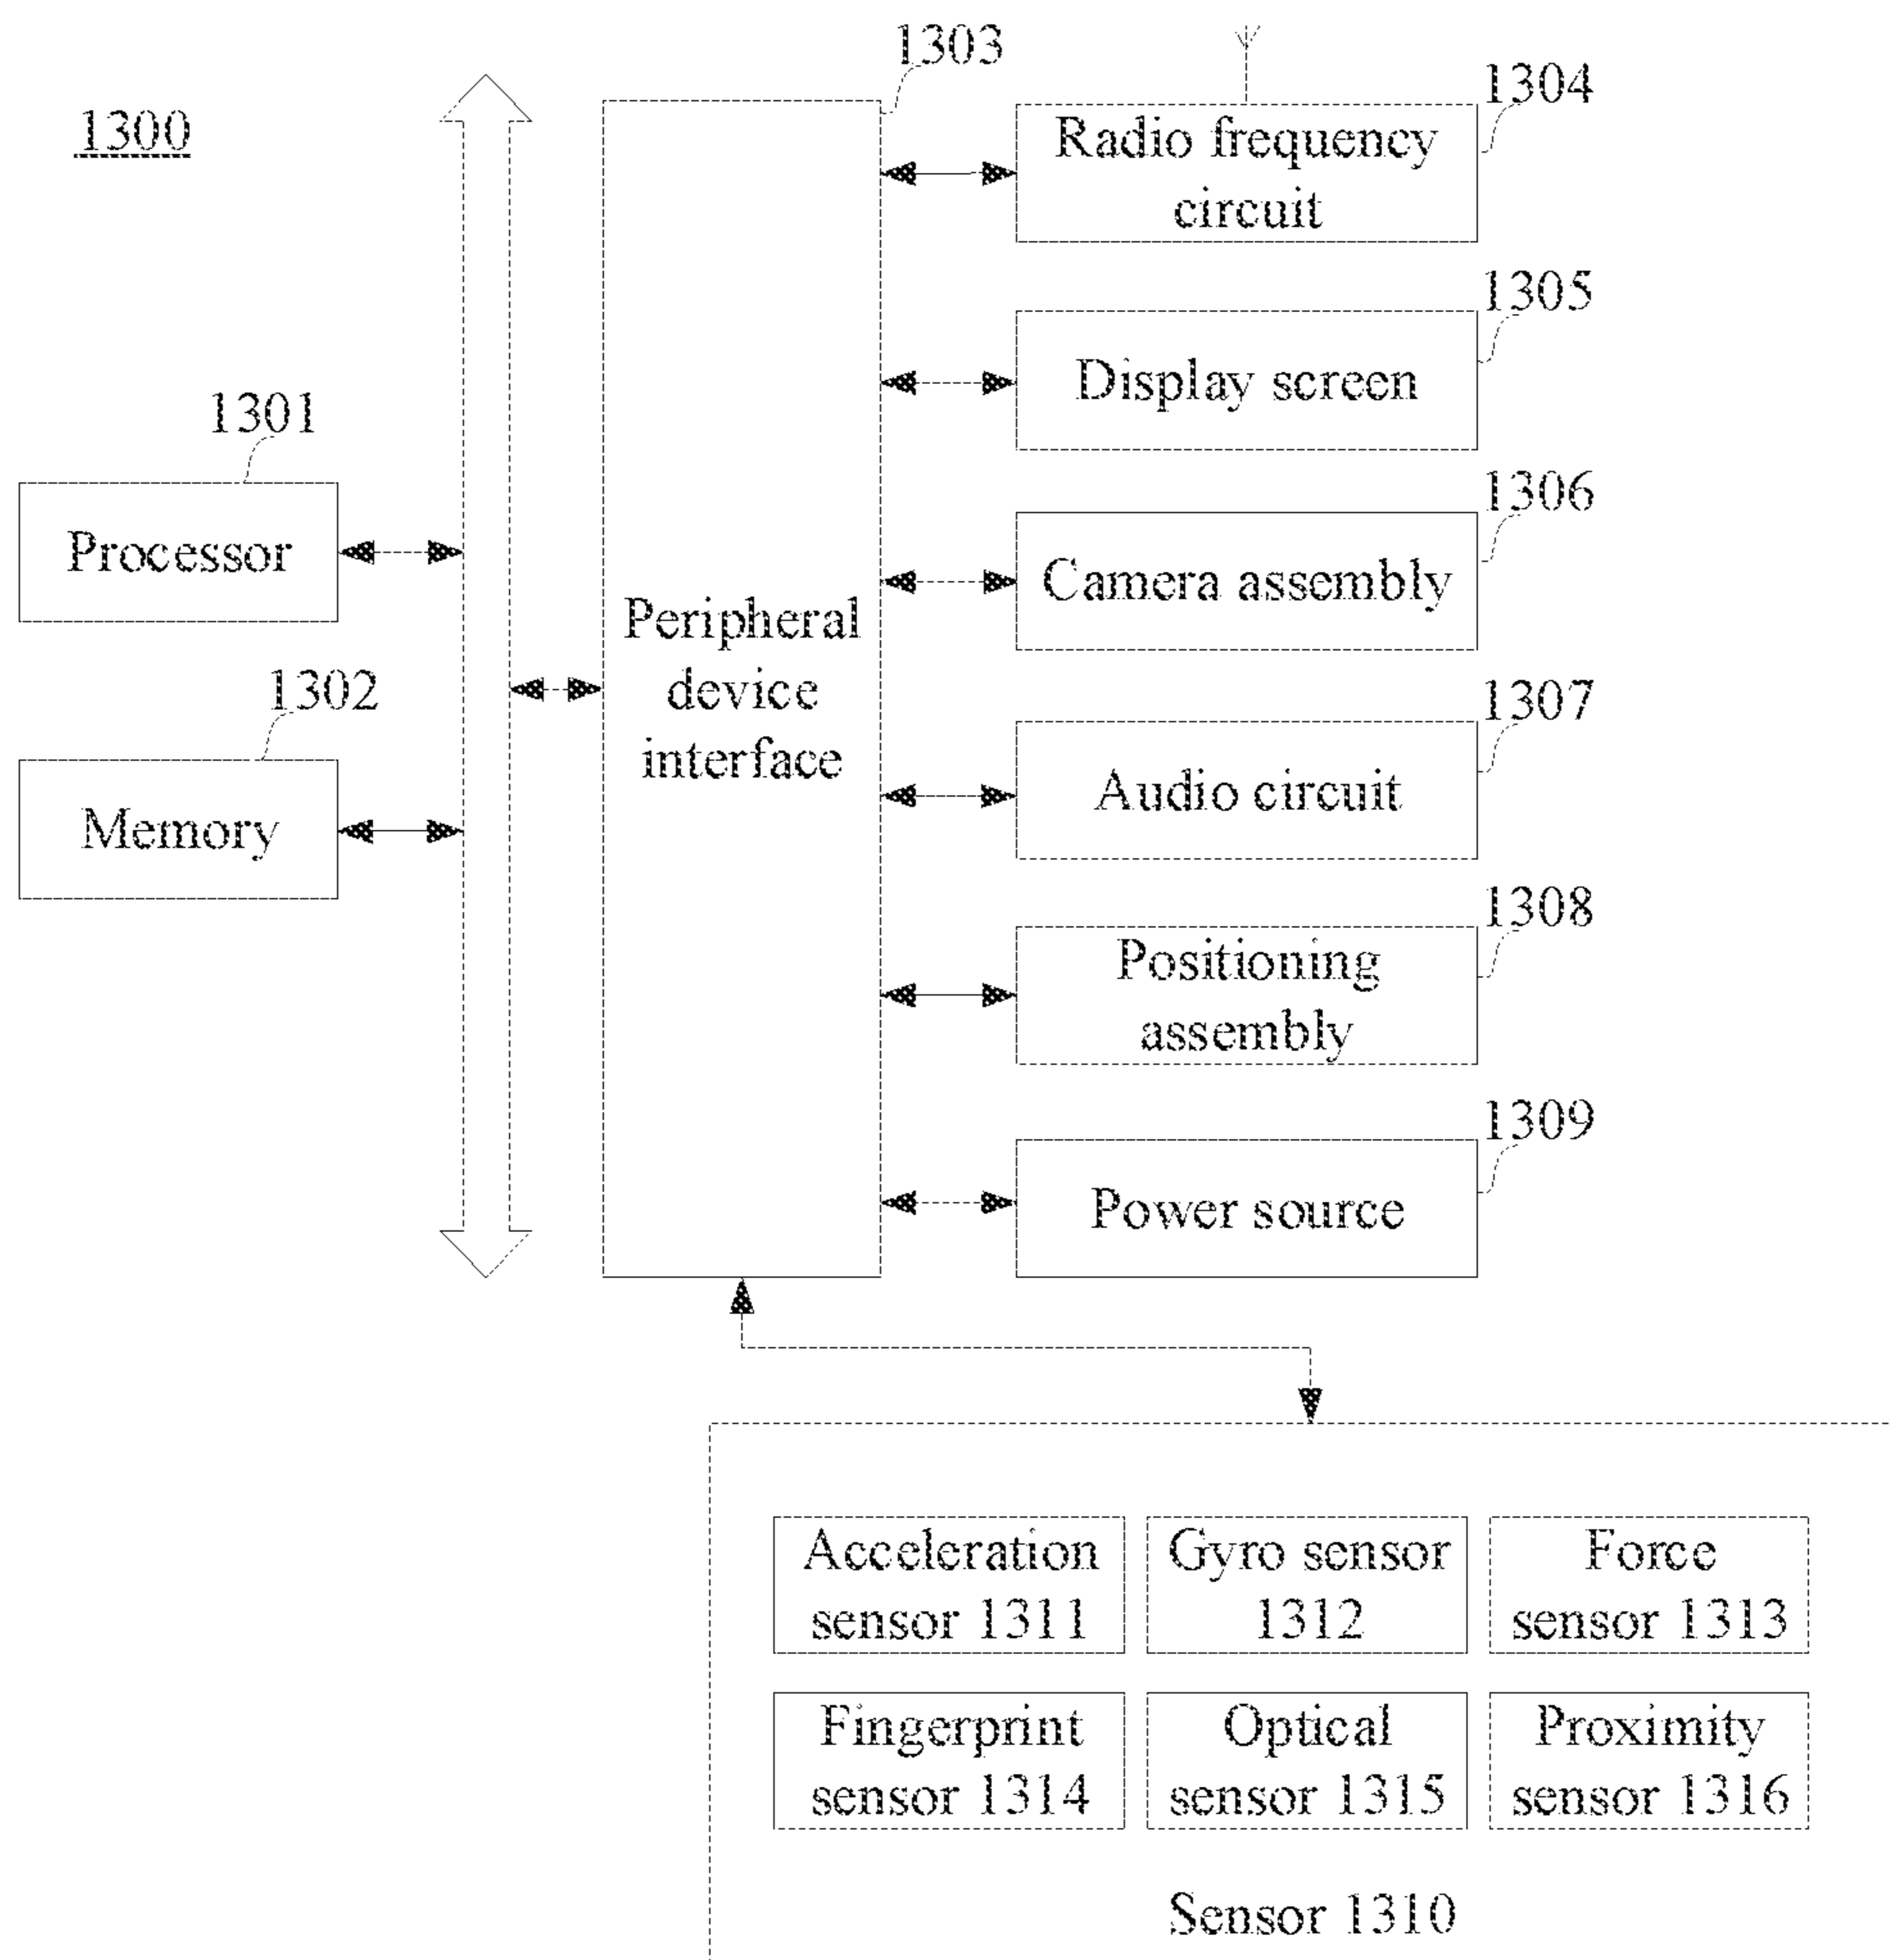 1300
1303
1304
Radio frequency
circuit
1305
Display screen
1301
Processor
1306
Camera assembly
Peripheral
device
interface
1302
Memory
1307
Audio circuit
1308
Positioning
assembly
1309
Power source
Acceleration
sensor 1311
Gyro sensor
1312
Force
sensor 1313
Fingerprint
sensor 1314
Optical
sensor 1315
Proximity
sensor 1316
Sensor 1310